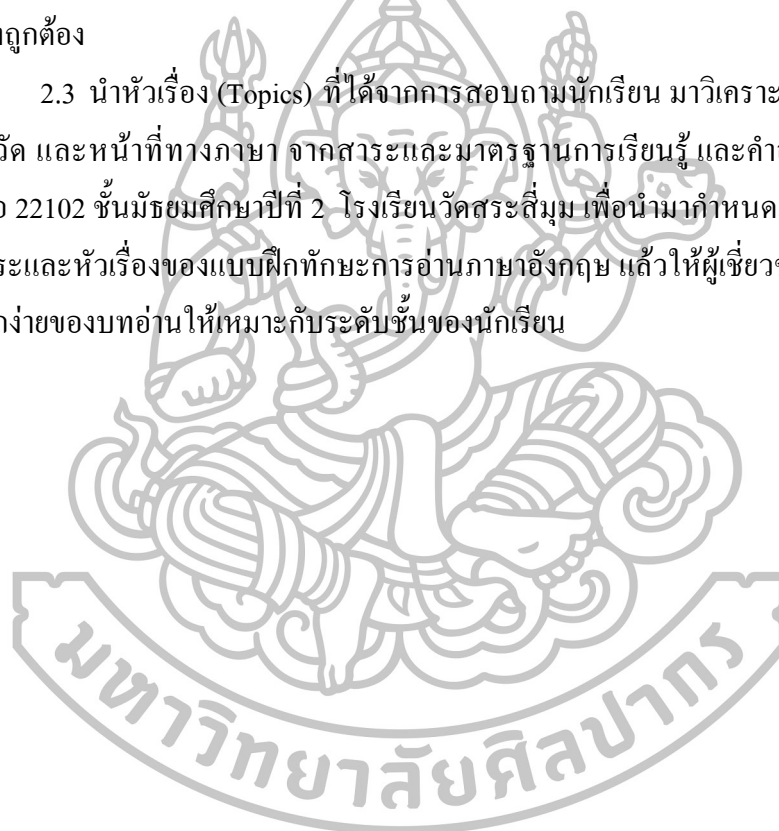 งถูกต้อง
2.3 นำหัวเรื่อง (Topics) ที่ได้จากการสอบถามนักเรียน มาวิเคราะ
วัด และหน้าที่ทางภาษา จากสาระและมาตรฐานการเรียนรู้ และคำ
อ 22102 ชั้นมัธยมศึกษาปีที่ 2 โรงเรียนวัดสระสี่มุม เพื่อนำมากำหนด
ระและหัวเรื่องของแบบฝึกทักษะการอ่านภาษาอังกฤษ แล้วให้ผู้เชี่ยวช
กง่ายของบทอ่านให้เหมาะกับระดับชั้นของนักเรียน
มหาวิทยาลัยศิลปากร